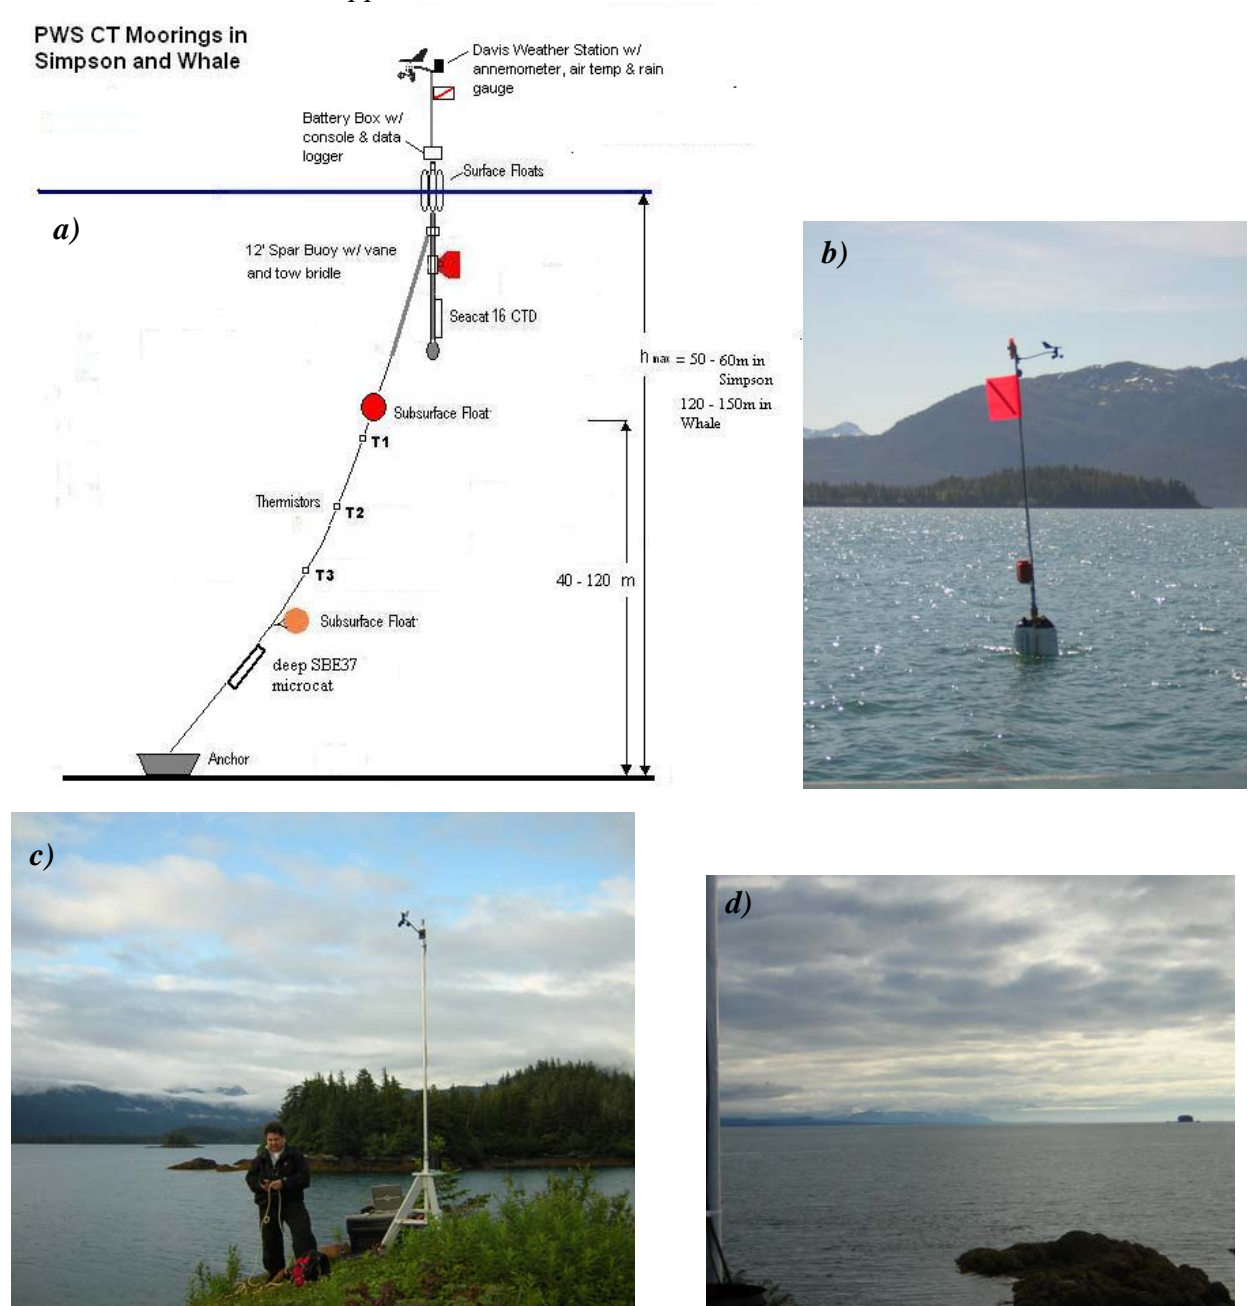 PWS CT Moorings in
Simpson and Whale
Davis Weather Station w/
annemometer, air temp & rain
gauge
Battery Box w/
console & data
logger
Surface Floats
a)
12' Spar Buoy w/ vane
and tow bridle
Seacat 16 CTD
h max = 50 - 60m in
Simpson
120 - 150m in
Whale
Subsurface Float
T1
Thermistors
T2
T3
40 - 120 m
Subsurface Float
deep SBE37
microcat
Anchor
b)
c)
d)